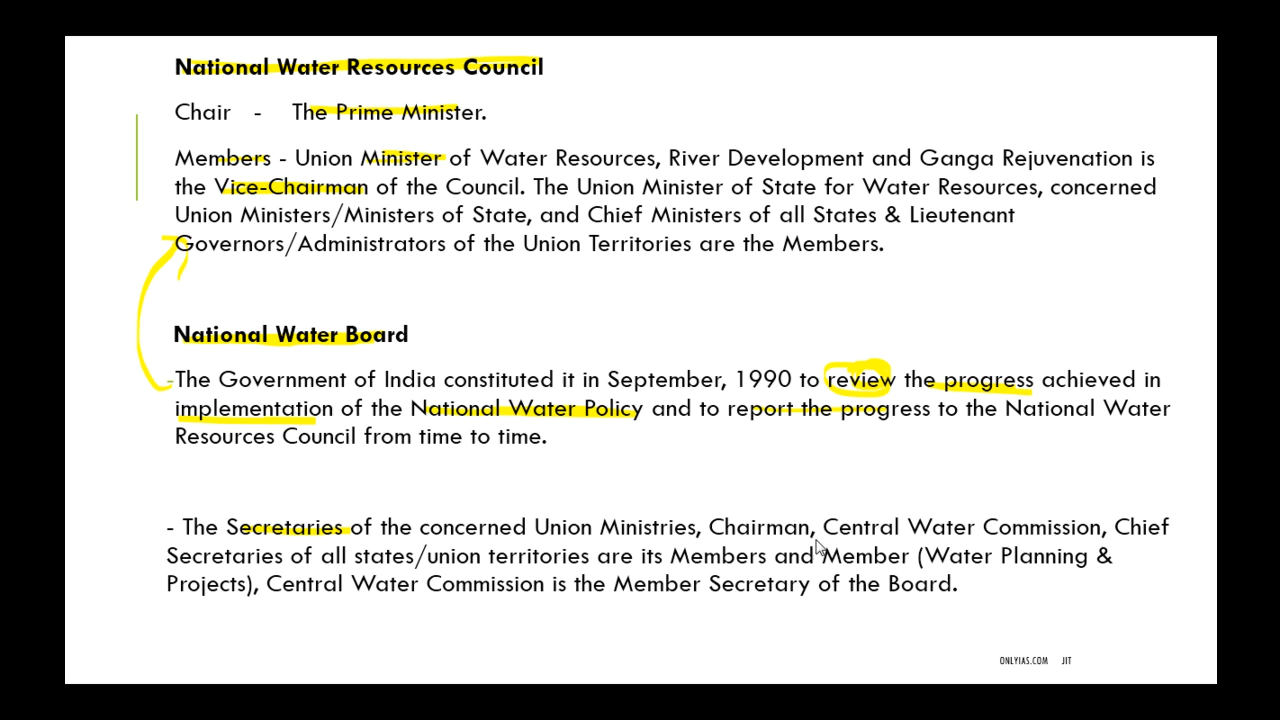 National Water Resources Council
Chair - The Prime Minister.
Members - Union Minister of Water Resources, River Development and Ganga Rejuvenation is
the Vice-Chairman of the Council. The Union Minister of State for Water Resources, concerned
Union Ministers/Ministers of State, and Chief Ministers of all States & Lieutenant
Governors/Administrators of the Union Territories are the Members.
National Water Board
-The Government of India constituted it in September, 1990 to review the progress achieved in
implementation of the National Water Policy and to report the progress to the National Water
Resources Council from time to time.
- The Secretaries of the concerned Union Ministries, Chairman, Central Water Commission, Chief
Secretaries of all states/union territories are its Members and Member (Water Planning &
Projects), Central Water Commission is the Member Secretary of the Board.
ONLYIAS.COM JIT